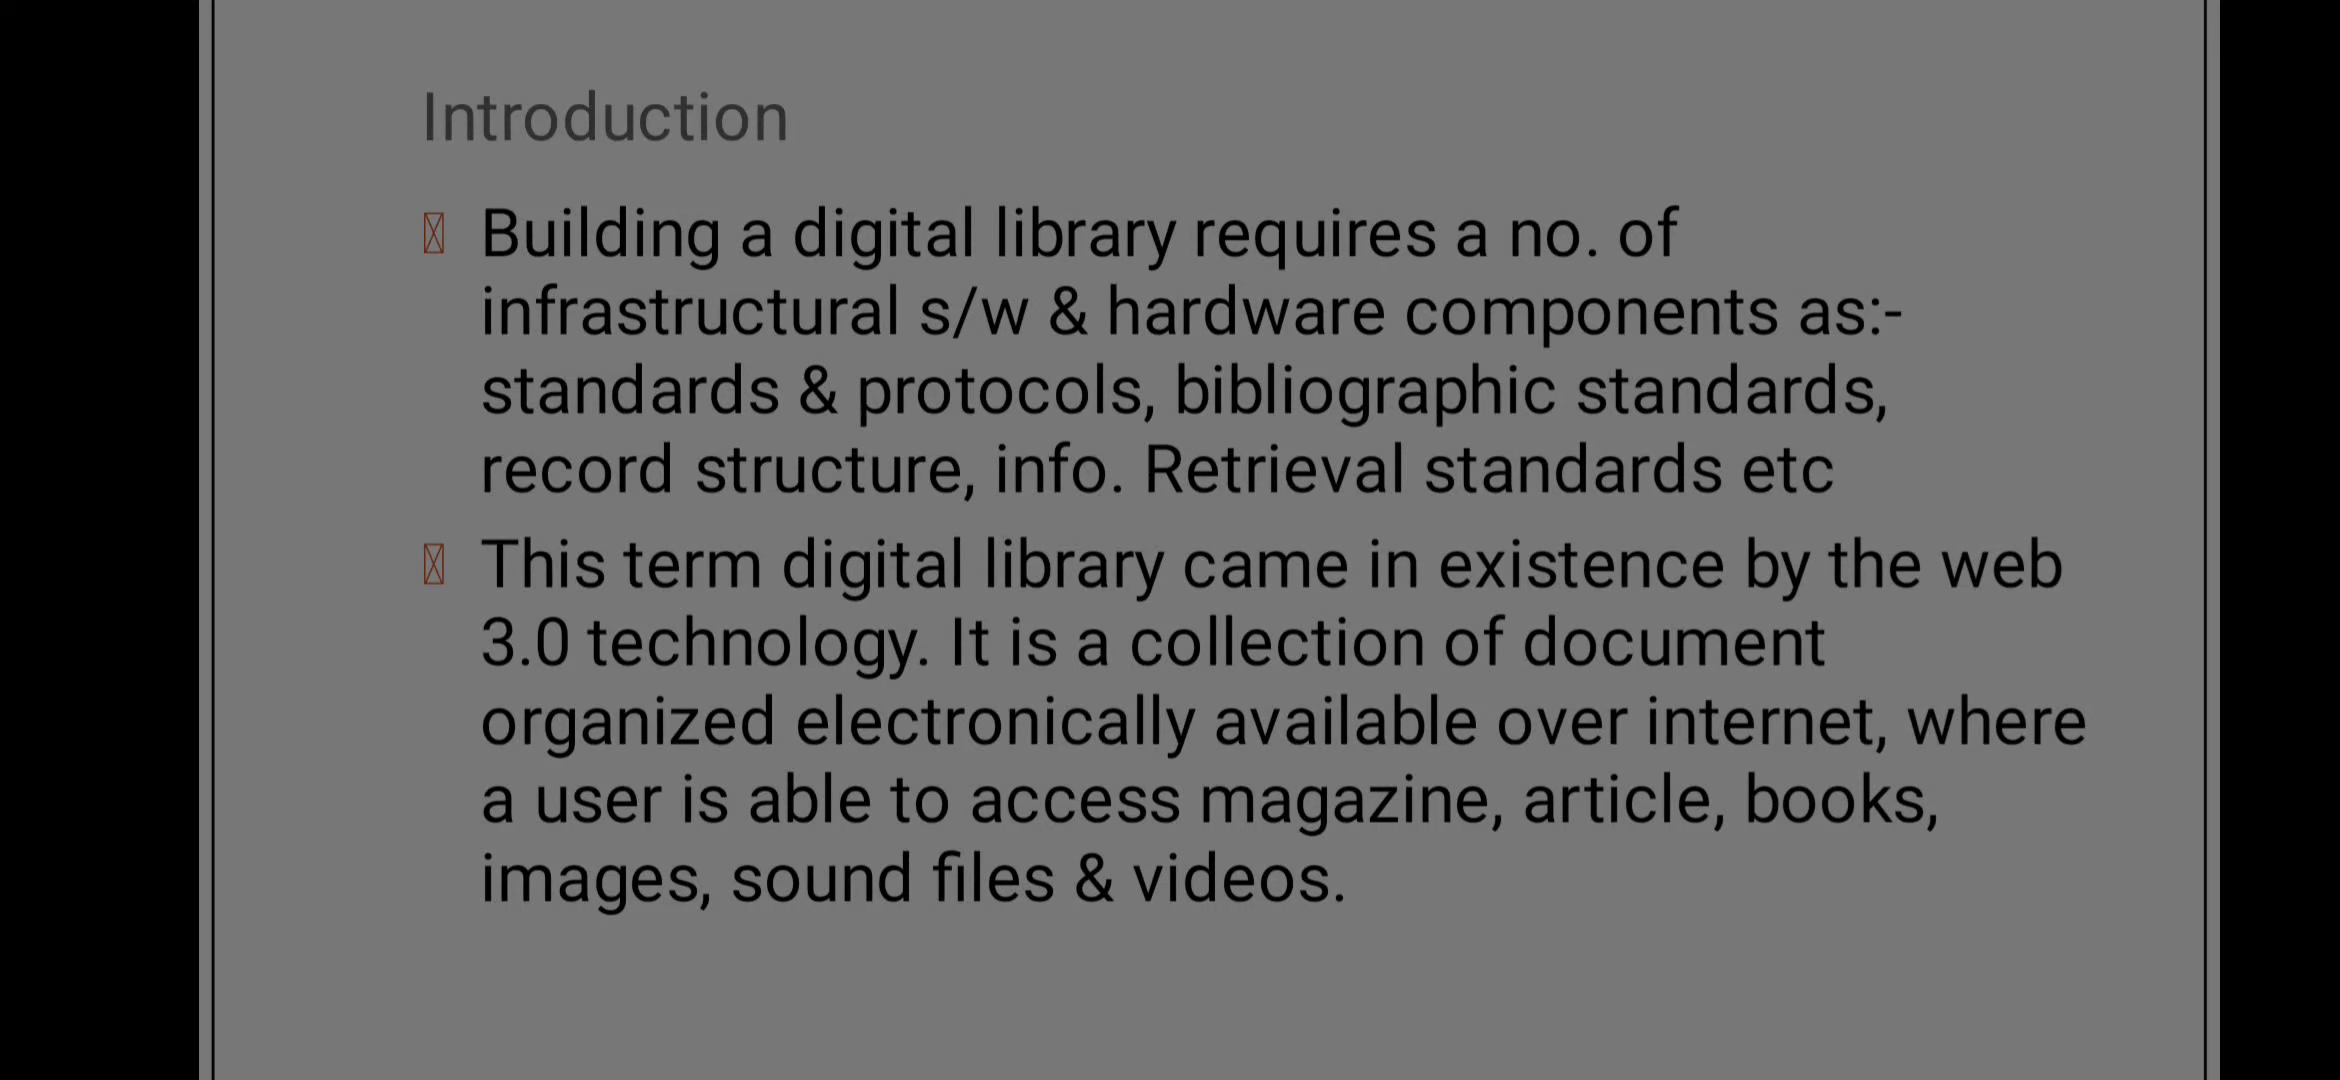 Introduction
Building a digital library requires a no. of
infrastructural s/w & hardware components as:-
standards & protocols, bibliographic standards,
record structure, info. Retrieval standards etc
This term digital library came in existence by the web
3.0 technology. It is a collection of document
organized electronically available over internet, where
a user is able to access magazine, article, books,
images, sound files & videos.